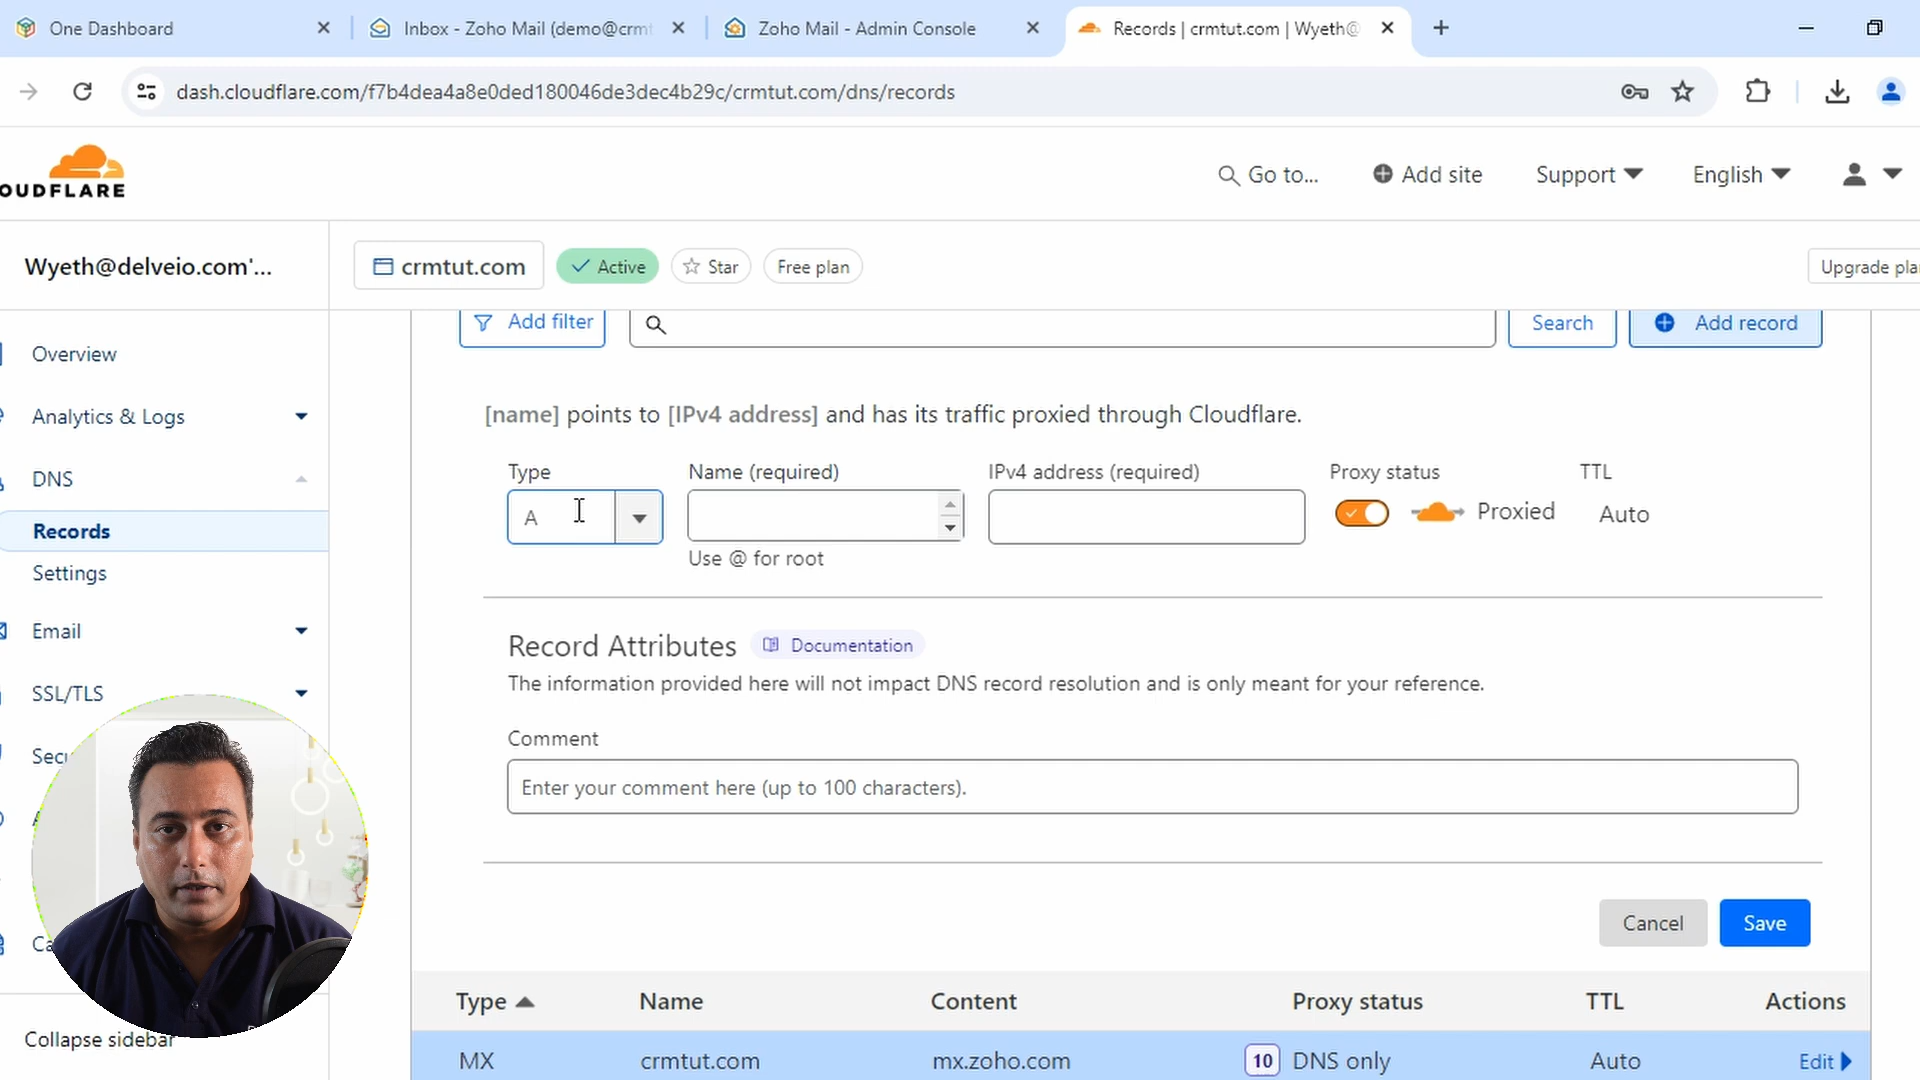 One Dashboard
Inbox - Zoho Mail (demo@crmt
Zoho Mail - Admin Console
Records | crmtut.com | Wyeth@
dash.cloudflare.com/f7b4dea4a8e0ded180046de3dec4b29c/crmtut.com/dns/records
OUDFLARE
Go to...
Add site
Support
English
Wyeth@delveio.com'...
crmtut.com
Active
Star
Free plan
Upgrade pla
Overview
Analytics & Logs
DNS
Records
Settings
Email
SSL/TLS
Secu
Ca
Collapse sidebar
Add filter
Search
Add record
[name] points to [IPv4 address] and has its traffic proxied through Cloudflare.
Type
Name (required)
IPv4 address (required)
Proxy status
TTL
A
Proxied
Auto
Use @ for root
Record Attributes
Documentation
The information provided here will not impact DNS record resolution and is only meant for your reference.
Comment
Enter your comment here (up to 100 characters).
Cancel
Save
Type
Name
Content
Proxy status
TTL
Actions
MX
crmtut.com
mx.zoho.com
10
DNS only
Auto
Edit